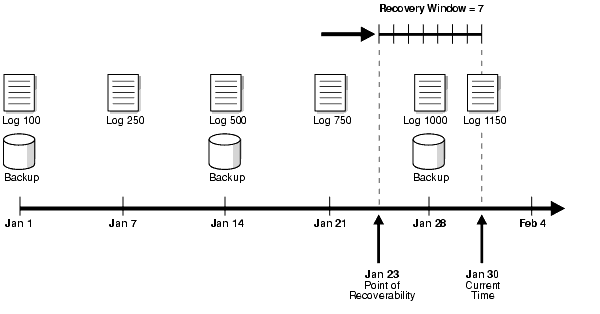 Recovery Window = 7
Log 100
Log 250
Log 500
Log 750
Log 1000
Log 1150
Backup
Backup
Backup
Jan 1
Jan 7
Jan 14
Jan 21
Jan 28
Feb 4
Jan 23
Point of
Recoverability
Jan 30
Current
Time